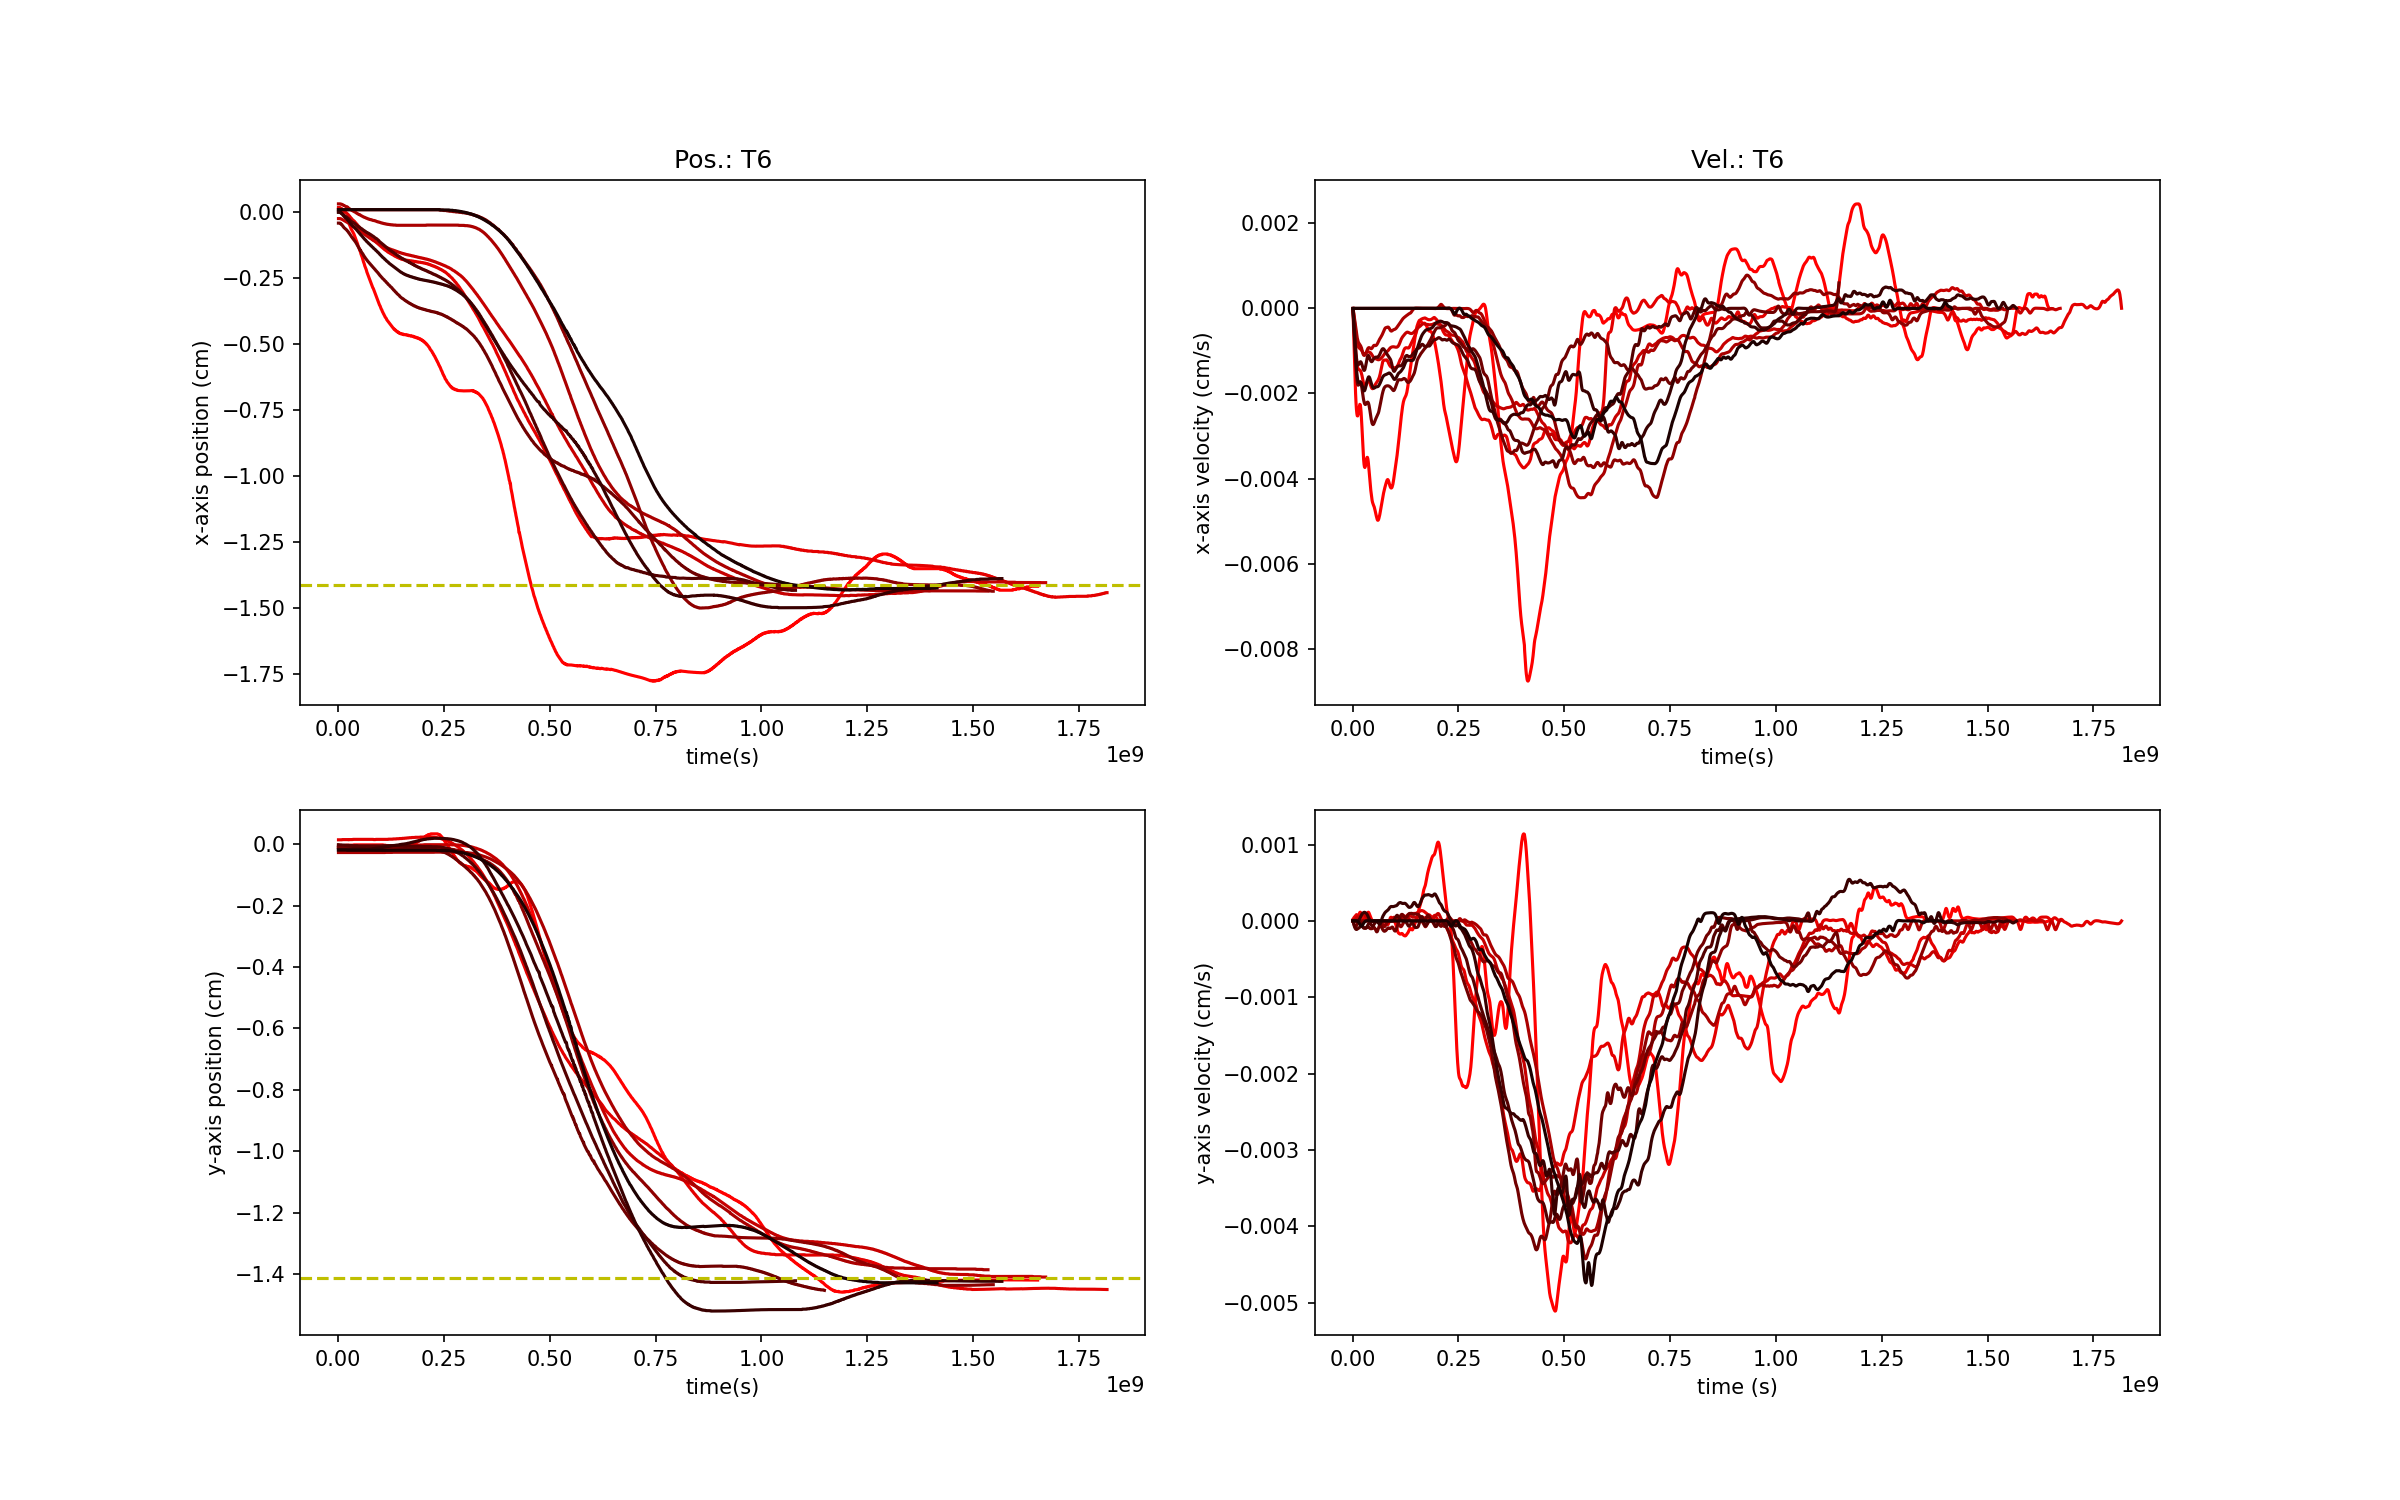 Pos.: T6
Vel.: T6
x-axis position (cm)
0.00
−0.25
−0.50
−0.75
−1.00
−1.25
−1.50
−1.75
0.00 0.25 0.50 0.75 1.00 1.25 1.50 1.75
time(s)
1e9
x-axis velocity (cm/s)
0.002
0.000
−0.002
−0.004
−0.006
−0.008
0.00 0.25 0.50 0.75 1.00 1.25 1.50 1.75
time(s)
1e9
y-axis position (cm)
0.0
−0.2
−0.4
−0.6
−0.8
−1.0
−1.2
−1.4
0.00 0.25 0.50 0.75 1.00 1.25 1.50 1.75
time(s)
1e9
y-axis velocity (cm/s)
0.001
0.000
−0.001
−0.002
−0.003
−0.004
−0.005
0.00 0.25 0.50 0.75 1.00 1.25 1.50 1.75
time (s)
1e9